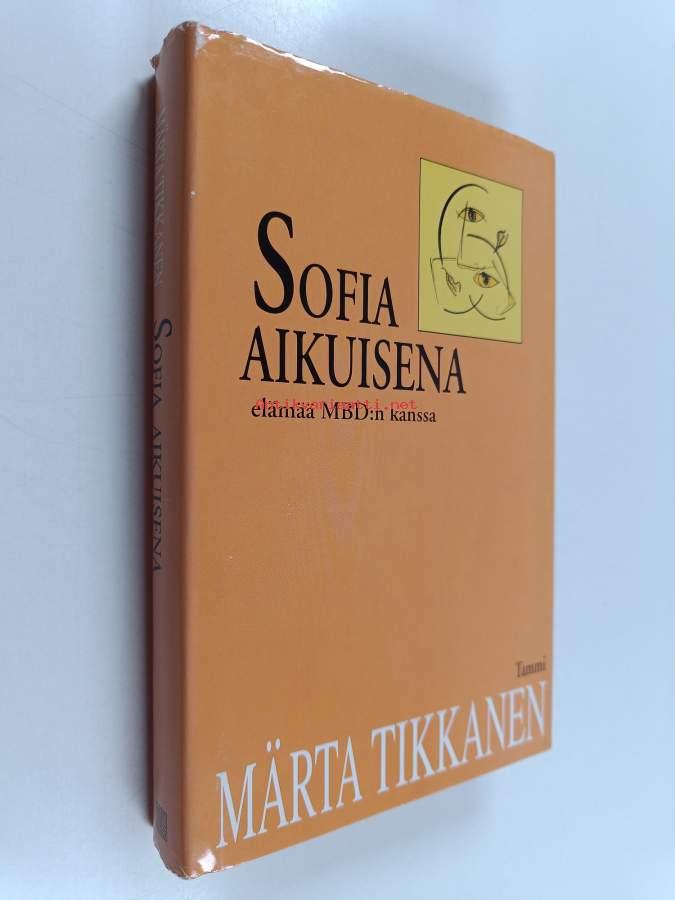 MÄRTA TIKKANEN SOFIA AIKUISENA
SOFIA
AIKUISENA
Antikvariaatti.net
elämää MBD:n kanssa
Tammi
MÄRTA TIKKANEN